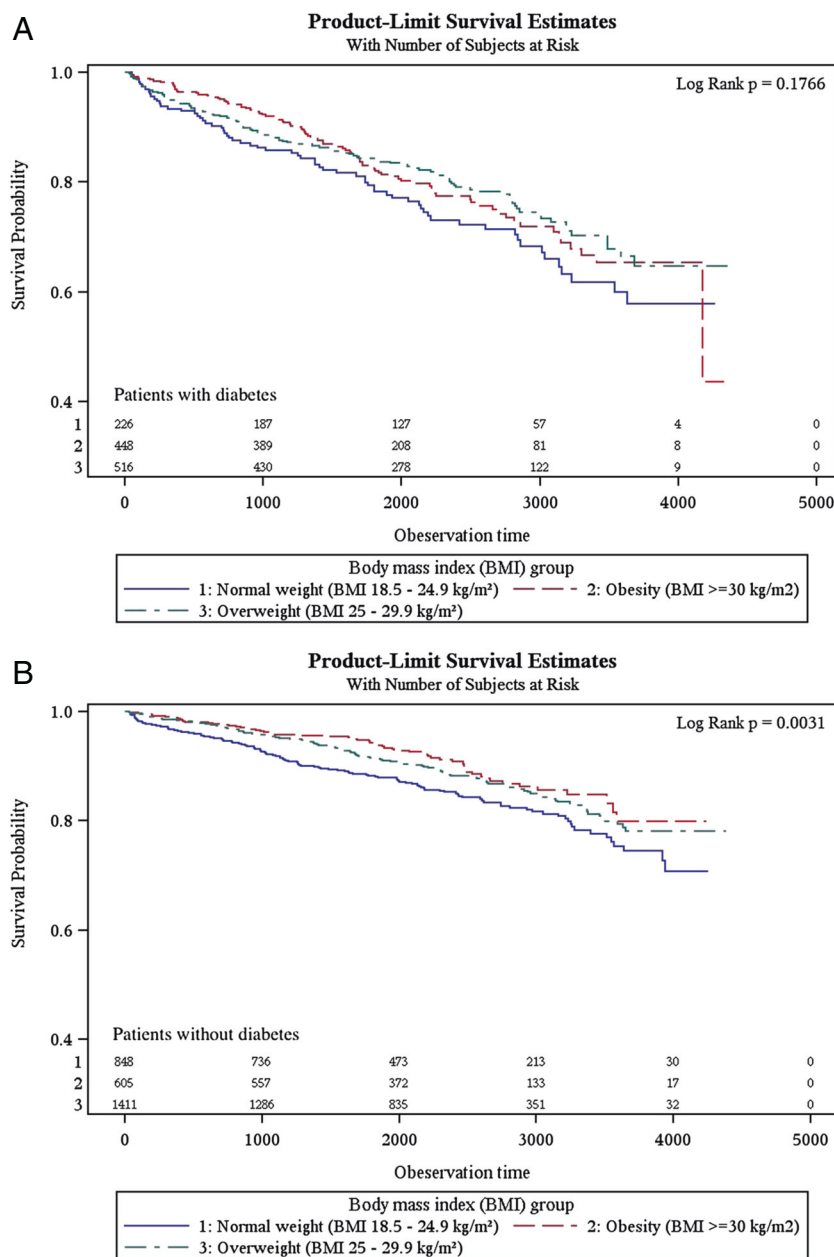 A
Product-Limit Survival Estimates
With Number of Subjects at Risk
Log Rank p = 0.1766
1.0
0.8
0.6
0.4
Survival Probability
Patients with diabetes
1 226 187 127 57 4 0
2 448 389 208 81 8 0
3 516 430 278 122 9 0
0 1000 2000 3000 4000 5000
Obeservation time
Body mass index (BMI) group
1: Normal weight (BMI 18.5 - 24.9 kg/m²) 2: Obesity (BMI >=30 kg/m2)
3: Overweight (BMI 25 - 29.9 kg/m²)
B
Product-Limit Survival Estimates
With Number of Subjects at Risk
Log Rank p = 0.0031
1.0
0.8
0.6
0.4
Survival Probability
Patients without diabetes
1 848 736 473 213 30 0
2 605 557 372 133 17 0
3 1411 1286 835 351 32 0
0 1000 2000 3000 4000 5000
Obeservation time
Body mass index (BMI) group
1: Normal weight (BMI 18.5 - 24.9 kg/m²) 2: Obesity (BMI >=30 kg/m2)
3: Overweight (BMI 25 - 29.9 kg/m²)